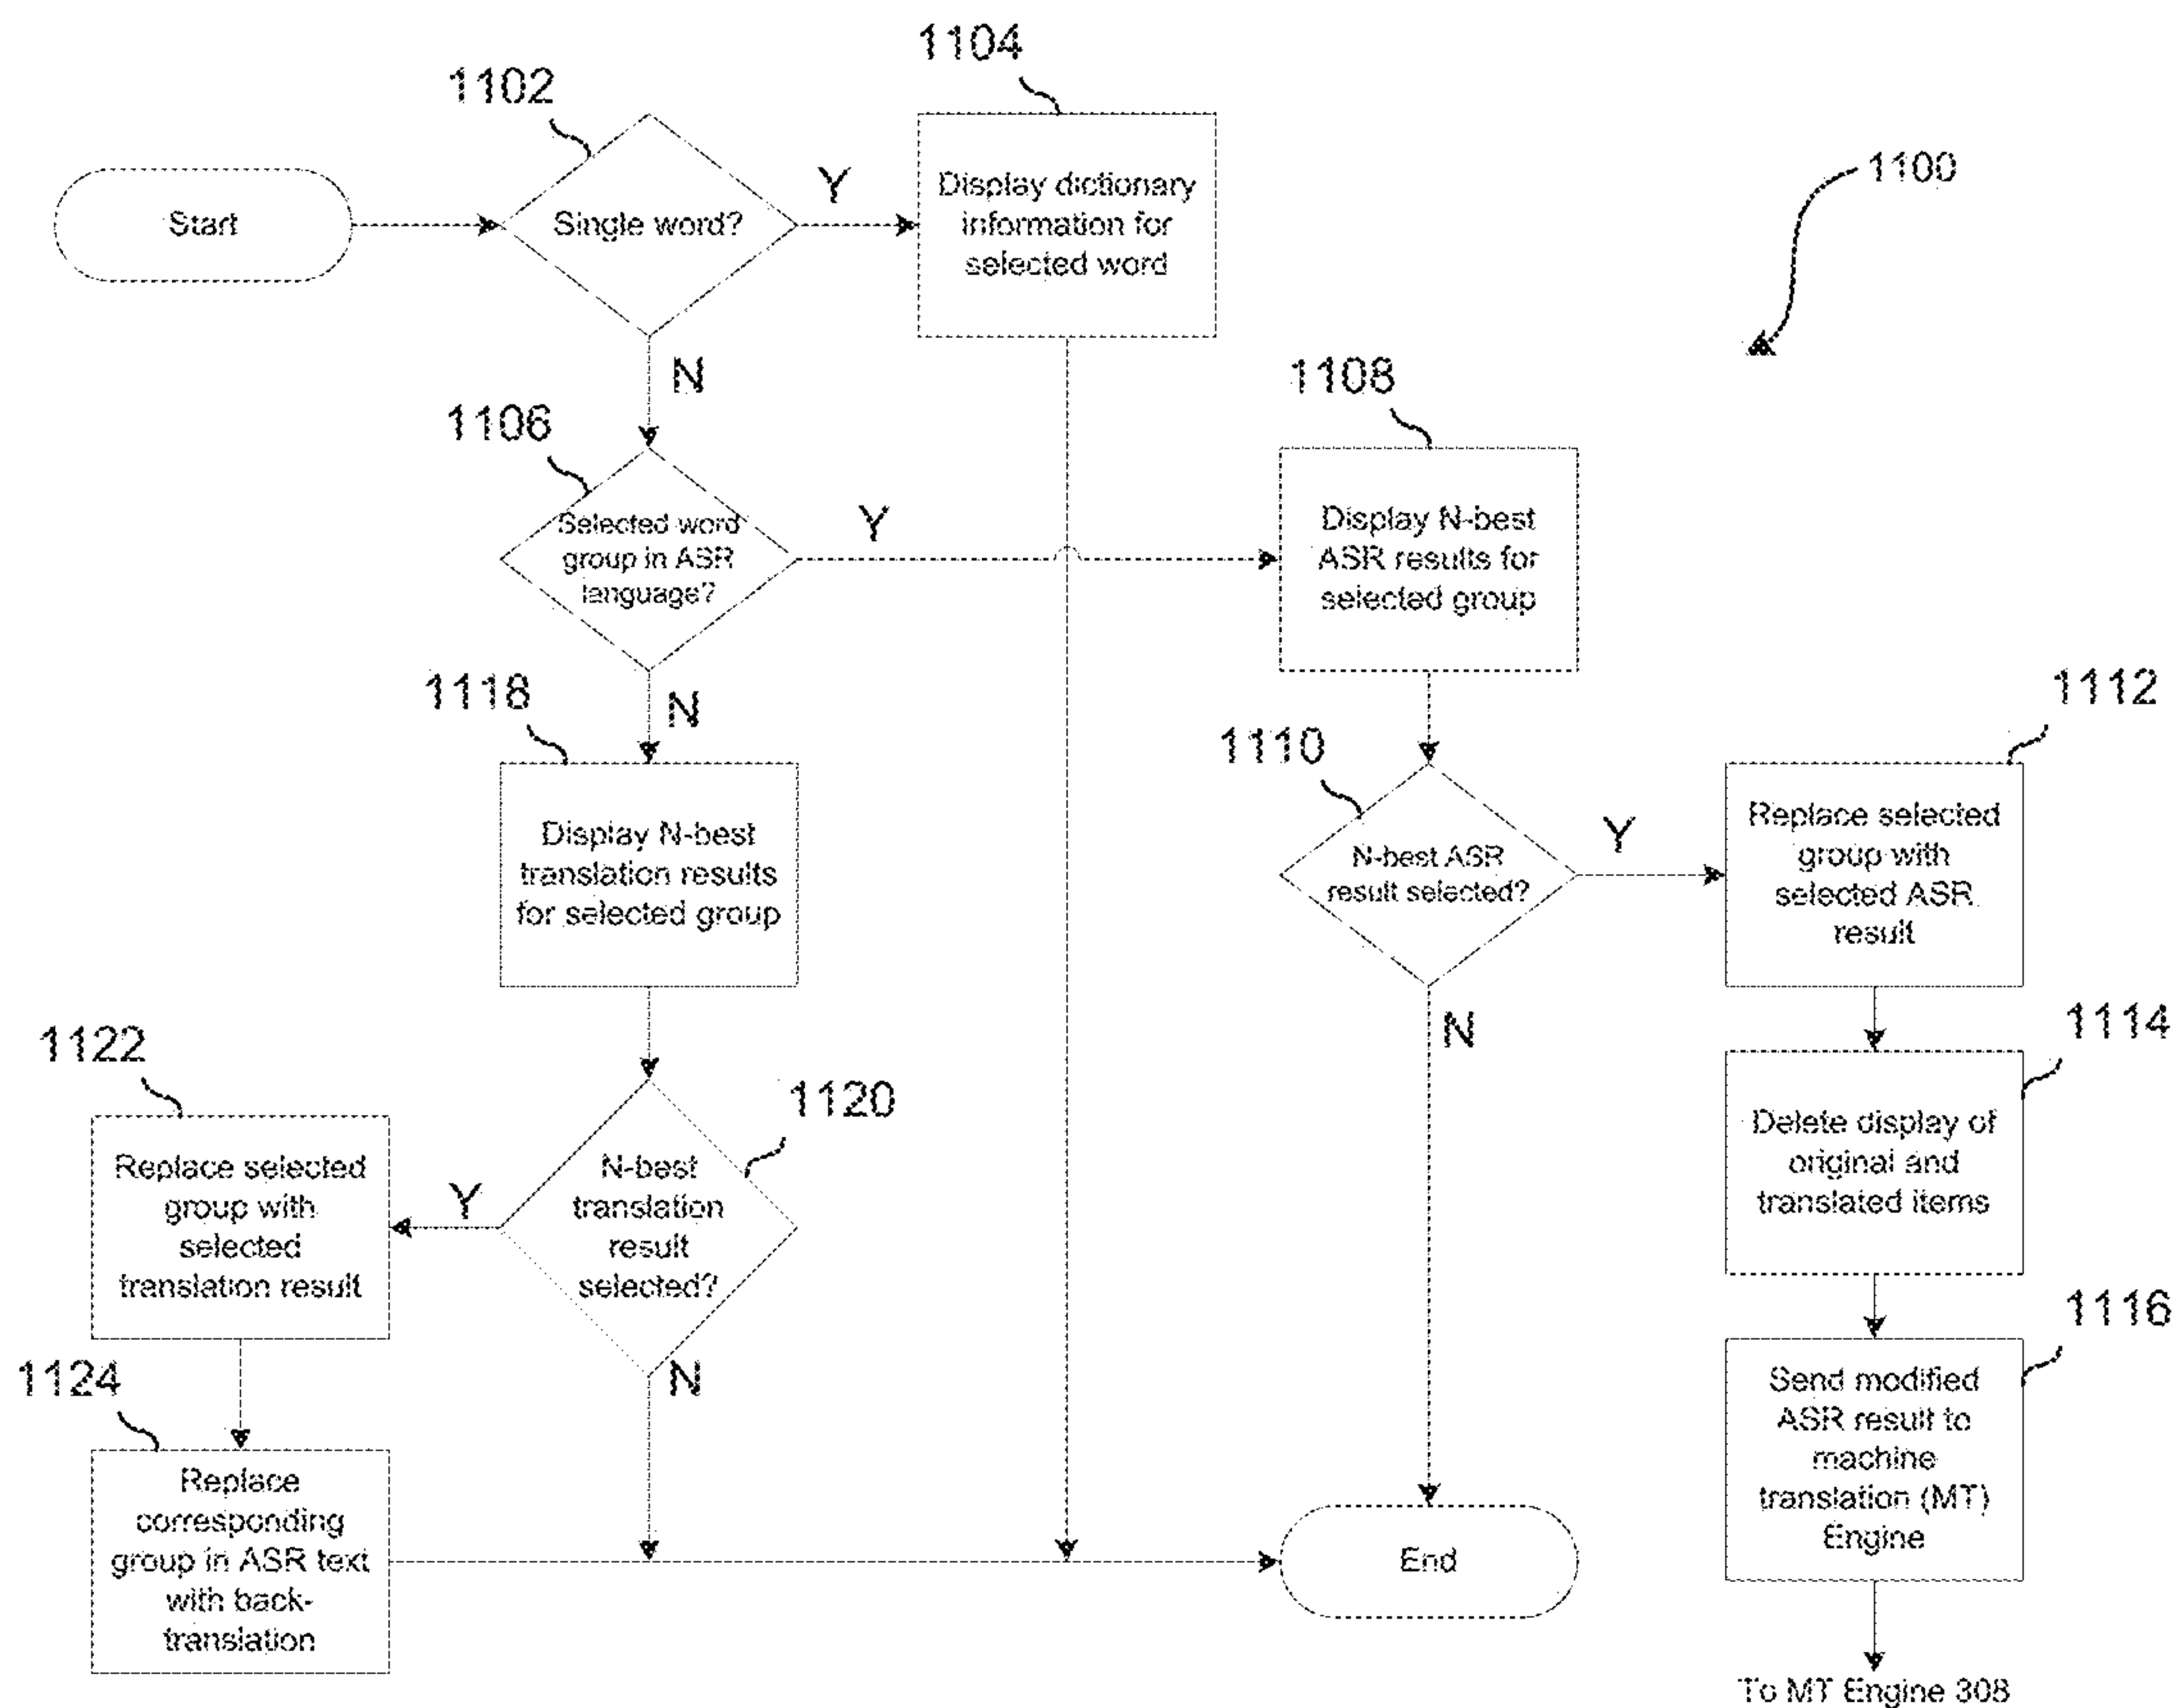 1104
1102
Start
Single word?
Y
Display dictionary
information for
selected word
1100
N
1106
1108
Selected word
group in ASR
language?
Y
Display N-best
ASR results for
selected group
1118
N
1112
1110
Display N-best
translation results
for selected group
N-best ASR
result selected?
Y
Replace selected
group with
selected ASR
result
N
1122
1114
1120
Replace selected
group with
selected
translation result
Y
N-best
translation
result
selected?
Delete display of
original and
translated items
N
1124
1116
Replace
corresponding
group in ASR text
with back-
translation
End
Send modified
ASR result to
machine
translation (MT)
Engine
To MT Engine 308